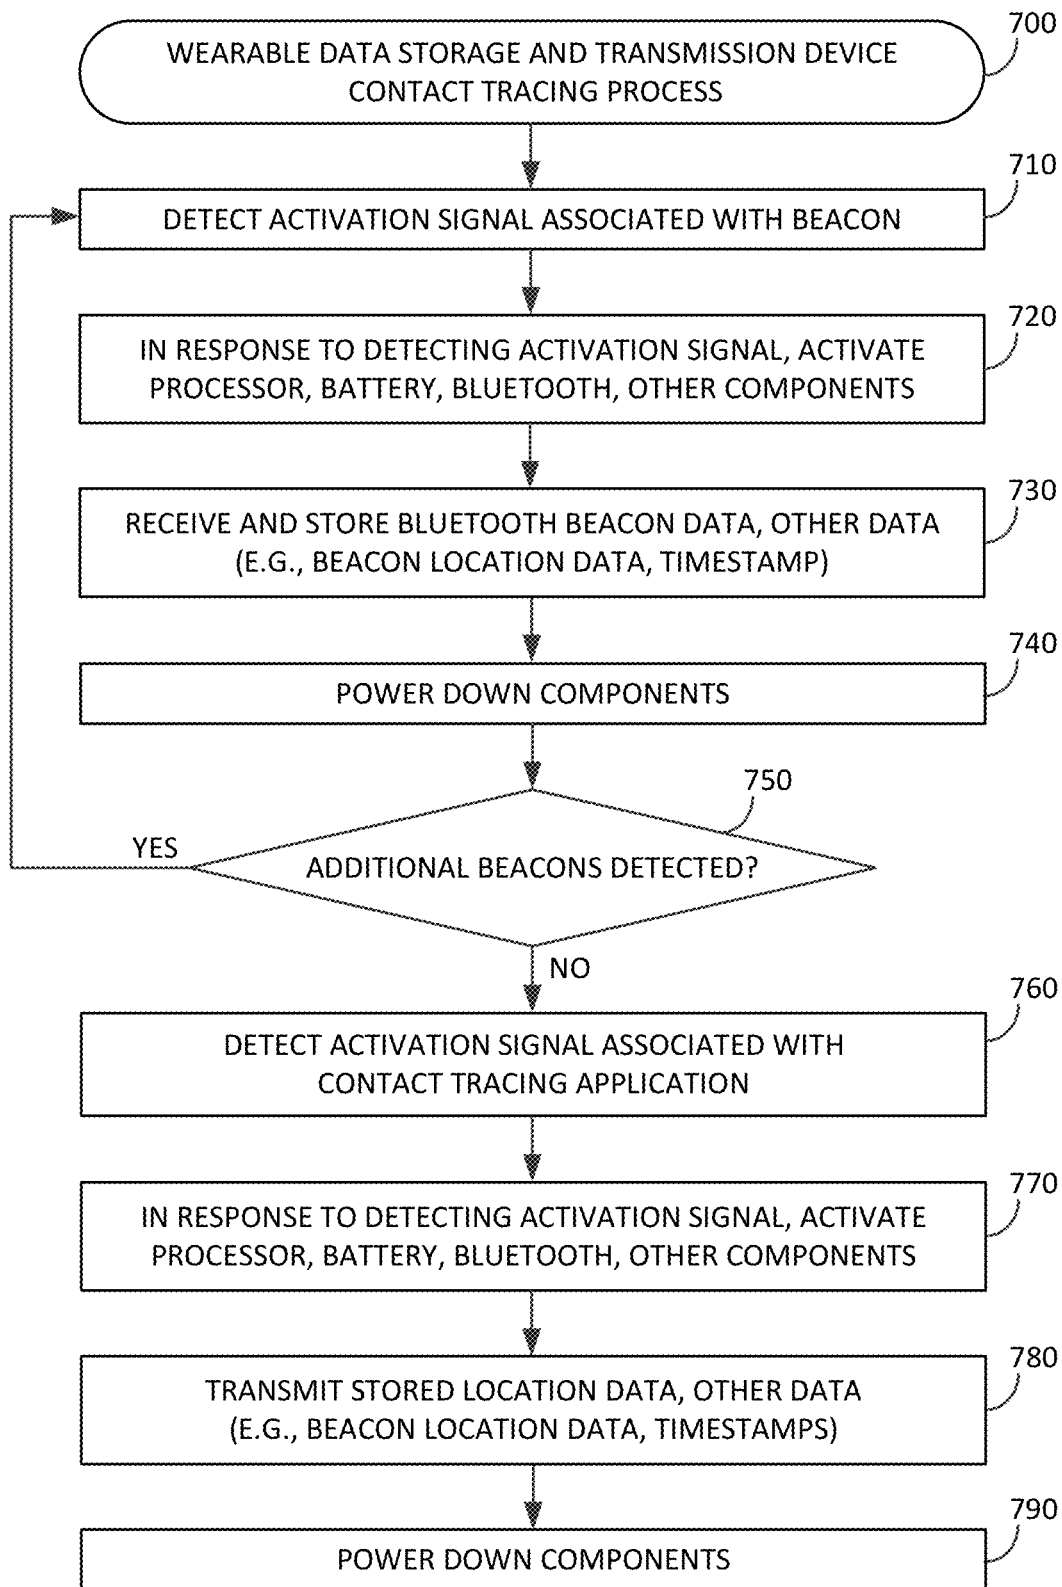 700
WEARABLE DATA STORAGE AND TRANSMISSION DEVICE
CONTACT TRACING PROCESS
710
DETECT ACTIVATION SIGNAL ASSOCIATED WITH BEACON
720
IN RESPONSE TO DETECTING ACTIVATION SIGNAL, ACTIVATE
PROCESSOR, BATTERY, BLUETOOTH, OTHER COMPONENTS
730
RECEIVE AND STORE BLUETOOTH BEACON DATA, OTHER DATA
(E.G., BEACON LOCATION DATA, TIMESTAMP)
740
POWER DOWN COMPONENTS
750
YES
ADDITIONAL BEACONS DETECTED?
NO
760
DETECT ACTIVATION SIGNAL ASSOCIATED WITH
CONTACT TRACING APPLICATION
770
IN RESPONSE TO DETECTING ACTIVATION SIGNAL, ACTIVATE
PROCESSOR, BATTERY, BLUETOOTH, OTHER COMPONENTS
780
TRANSMIT STORED LOCATION DATA, OTHER DATA
(E.G., BEACON LOCATION DATA, TIMESTAMPS)
790
POWER DOWN COMPONENTS